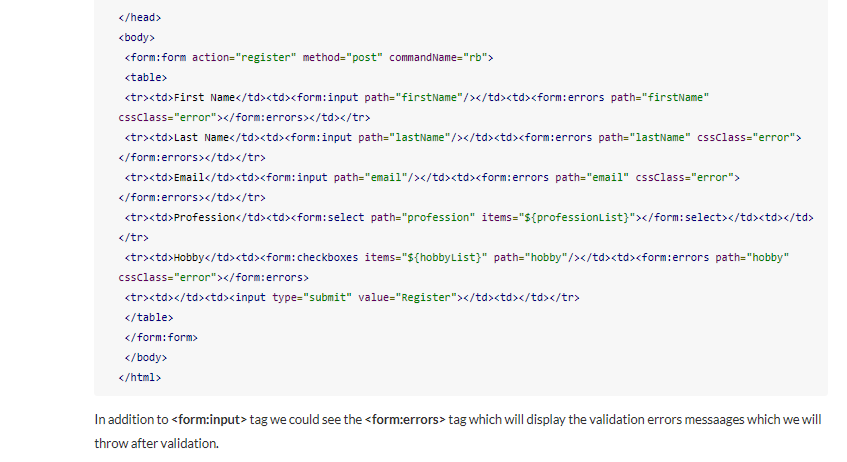 </head>
<body>
<form:form action="register" method="post" commandName="rb">
<table>
<tr><td>First Name</td><td><form:input path="firstName"/></td><td><form:errors path="firstName"
cssClass="error"></form:errors></td></tr>
<tr><td>Last Name</td><td><form:input path="lastName"/></td><td><form:errors path="lastName" cssClass="error">
</form:errors></td></tr>
<tr><td>Email</td><td><form:input path="email"/></td><td><form:errors path="email" cssClass="error">
</form:errors></td></tr>
<tr><td>Profession</td><td><form:select path="profession" items="${professionList}"></form:select></td><td></td>
</tr>
<tr><td>Hobby</td><td><form:checkboxes items="${hobbyList}" path="hobby"/></td><td><form:errors path="hobby"
cssClass="error"></form:errors>
<tr><td></td><td><input type="submit" value="Register"></td><td></td></tr>
</table>
</form:form>
</body>
</html>
In addition to <form:input> tag we could see the <form:errors> tag which will display the validation errors messaages which we will
throw after validation.